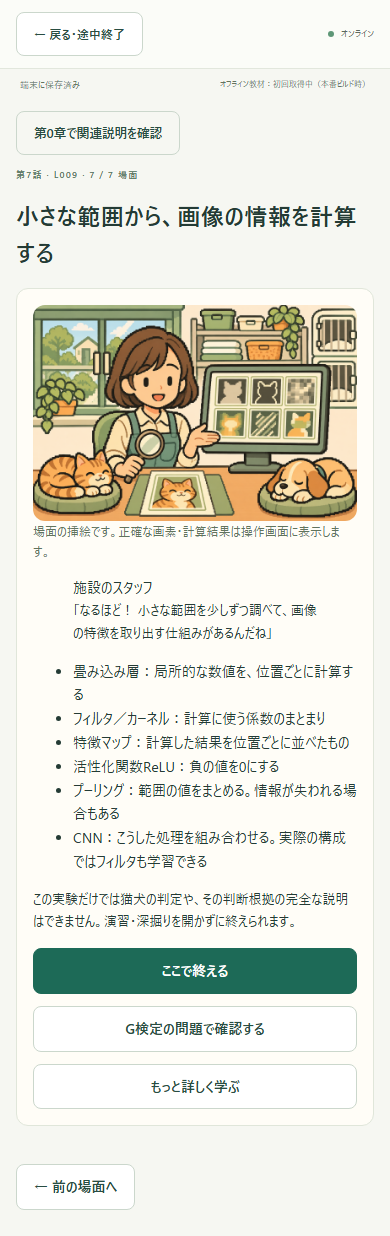 ← 戻る・途中終了
オンライン
端末に保存済み
オフライン教材：初回取得中（本番ビルド時）
第0章で関連説明を確認
第7話 · L009 · 7 / 7 場面
小さな範囲から、画像の情報を計算
する
場面の挿絵です。正確な画素・計算結果は操作画面に表示しま
す。
施設のスタッフ
「なるほど！ 小さな範囲を少しずつ調べて、画像
の特徴を取り出す仕組みがあるんだね」
• 畳み込み層：局所的な数値を、位置ごとに計算す
る
• フィルタ／カーネル：計算に使う係数のまとまり
• 特徴マップ：計算した結果を位置ごとに並べたもの
• 活性化関数ReLU：負の値を0にする
• プーリング：範囲の値をまとめる。情報が失われる場
合もある
• CNN：こうした処理を組み合わせる。実際の構成
ではフィルタも学習できる
この実験だけでは猫犬の判定や、その判断根拠の完全な説明
はできません。演習・深掘りを開かずに終えられます。
ここで終える
G検定の問題で確認する
もっと詳しく学ぶ
← 前の場面へ